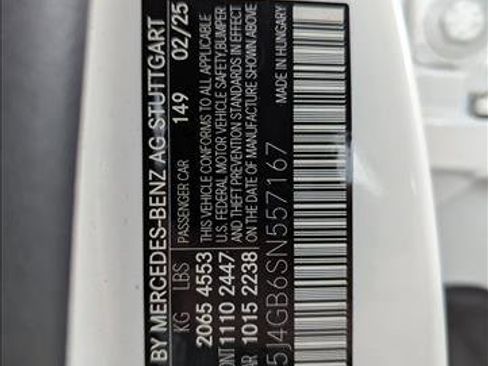 BY MERCEDES-BENZ AG STUTTGART
149 02/25
KG LBS PASSENGER CAR
2065 4553 THIS VEHICLE CONFORMS TO ALL APPLICABLE
U.S. FEDERAL MOTOR VEHICLE SAFETY, BUMPER
ONT 1110 2447 AND THEFT PREVENTION STANDARDS IN EFFECT
AR 1015 2238 ON THE DATE OF MANUFACTURE SHOWN ABOVE
MADE IN HUNGARY
5J4GB6SN557167